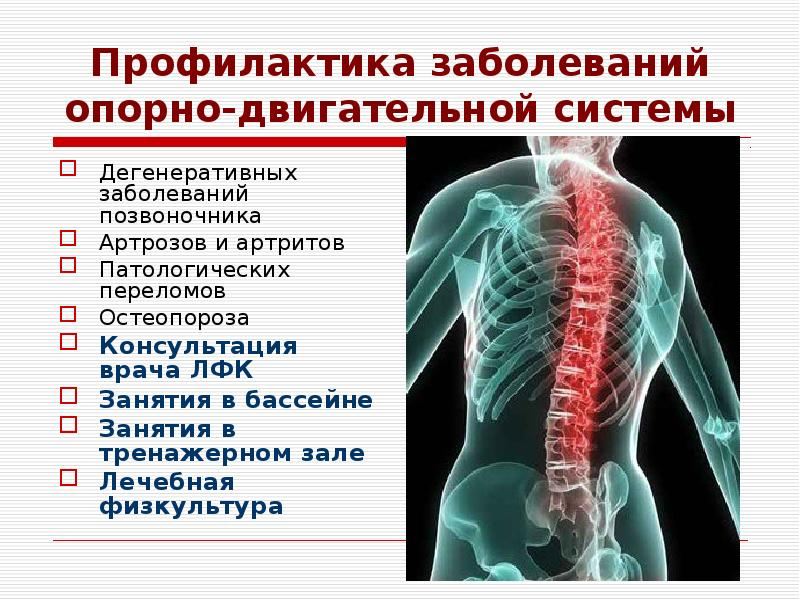 Профилактика заболеваний
опорно-двигательной системы
Дегенеративных
заболеваний
позвоночника
Артрозов и артритов
Патологических
переломов
Остеопороза
Консультация
врача ЛФК
Занятия в бассейне
Занятия в
тренажерном зале
Лечебная
физкультура